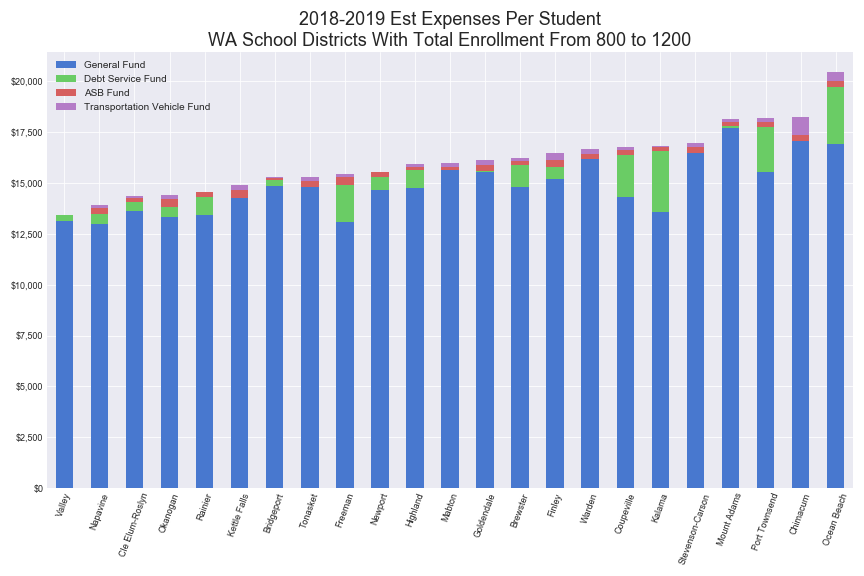 2018-2019 Est Expenses Per Student
WA School Districts With Total Enrollment From 800 to 1200
General Fund
Debt Service Fund
ASB Fund
Transportation Vehicle Fund
$20,000
$17,500
$15,000
$12,500
$10,000
$7,500
$5,000
$2,500
$0
Valley
Napavine
Cle Elum-Roslyn
Okanogan
Rainier
Kettle Falls
Bridgeport
Tonasket
Freeman
Newport
Highland
Mabton
Goldendale
Brewster
Finley
Warden
Coupeville
Kalama
Stevenson-Carson
Mount Adams
Port Townsend
Chimacum
Ocean Beach